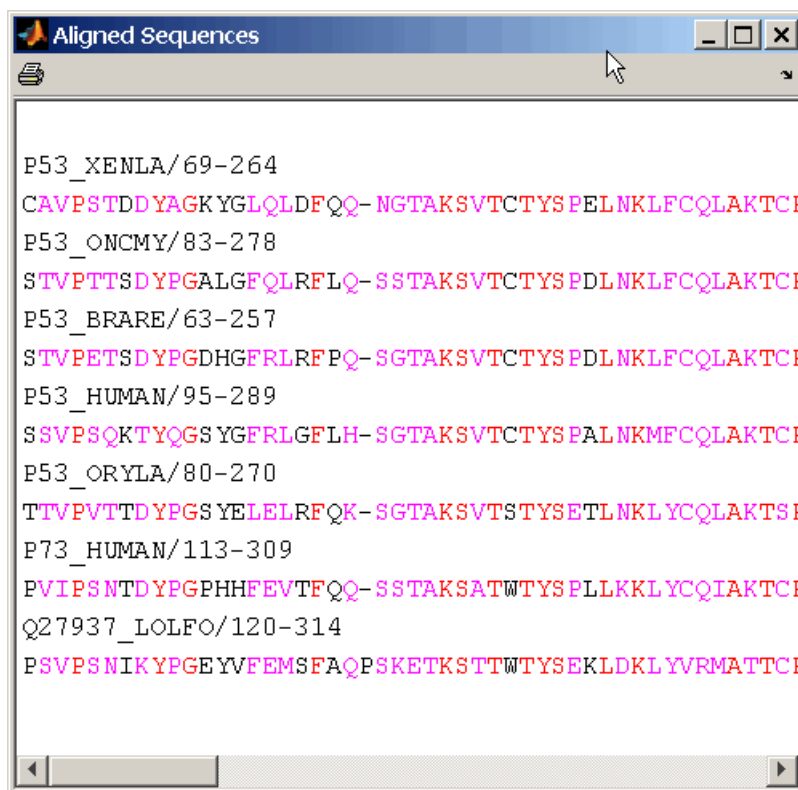 Aligned Sequences
P53_XENLA/69-264
CAVPSTDDYAGKYGLQLDFQQ-NGTAKSVTCTYSPELNKLFCQLAKTC
P53_ONCMY/83-278
STVPTTSDYPGALGFQLRFLQ-SSTAKSVTCTYSPDLNKLFCQLAKTC
P53_BRARE/63-257
STVPETSDYPGDHGFRLRFPQ-SGTAKSVTCTYSPDLNKLFCQLAKTC
P53_HUMAN/95-289
SSVPSQKTYQGSYGFRLGFLH-SGTAKSVTCTYSPALNKMFCQLAKTC
P53_ORYLA/80-270
TTVPVTTDYPGSYELELRFQK-SGTAKSVTSTYSETLNKLYCQLAKTS
P73_HUMAN/113-309
PVIPSNTDYPGPHHFEVTFQQ-SSTAKSATWTYSPLLKKLYCQIAKTC
Q27937_LOLFO/120-314
PSVPSNIKYPGEYVFEMSFAQPSKETKSTTWTYSEKLDKLYVRMATTC